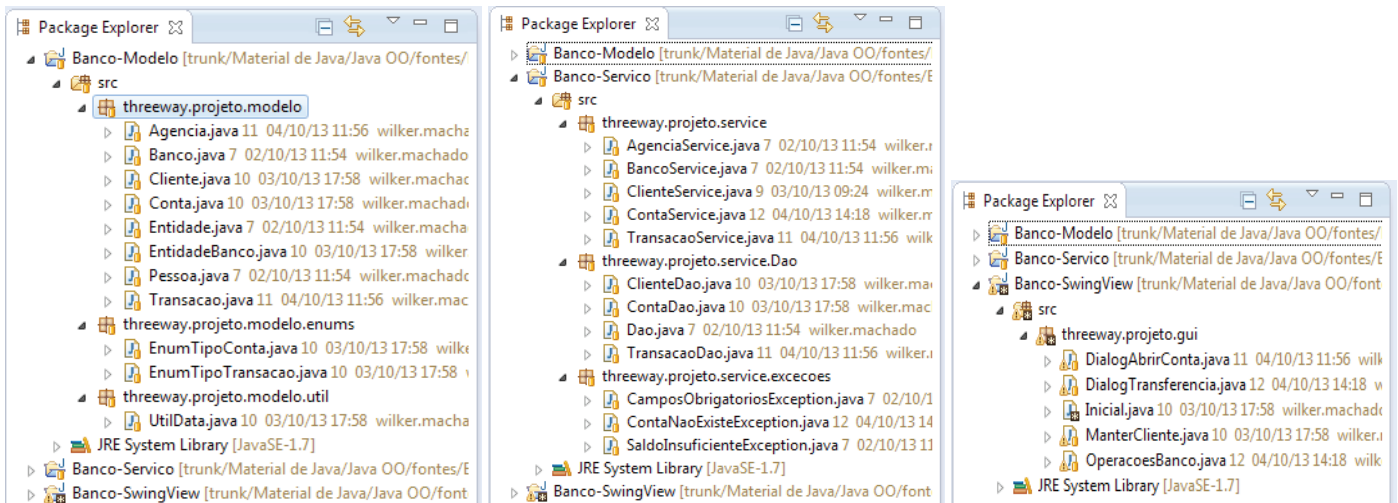 Package Explorer
Banco-Modelo [trunk/Material de Java/Java OO/fontes/
src
threeway.projeto.modelo
Agencia.java 11 04/10/13 11:56 wilker.macha
Banco.java 7 02/10/13 11:54 wilker.machado
Cliente.java 10 03/10/13 17:58 wilker.machac
Conta.java 10 03/10/13 17:58 wilker.machad
Entidade.java 7 02/10/13 11:54 wilker.macha
EntidadeBanco.java 10 03/10/13 17:58 wilker
Pessoa.java 7 02/10/13 11:54 wilker.machadc
Transacao.java 11 04/10/13 11:56 wilker.mac
threeway.projeto.modelo.enums
EnumTipoConta.java 10 03/10/13 17:58 wilke
EnumTipoTransacao.java 10 03/10/13 17:58
threeway.projeto.modelo.util
UtilData.java 10 03/10/13 17:58 wilker.macha
JRE System Library [JavaSE-1.7]
Banco-Servico [trunk/Material de Java/Java OO/fontes/E
Banco-SwingView [trunk/Material de Java/Java OO/font
Package Explorer
Banco-Modelo [trunk/Material de Java/Java OO/fontes/
Banco-Servico [trunk/Material de Java/Java OO/fontes/E
src
threeway.projeto.service
AgenciaService.java 7 02/10/13 11:54 wilker.r
BancoService.java 7 02/10/13 11:54 wilker.ma
ClienteService.java 9 03/10/13 09:24 wilker.m
ContaService.java 12 04/10/13 14:18 wilker.m
TransacaoService.java 11 04/10/13 11:56 wilk
threeway.projeto.service.Dao
ClienteDao.java 10 03/10/13 17:58 wilker.ma
ContaDao.java 10 03/10/13 17:58 wilker.mac
Dao.java 7 02/10/13 11:54 wilker.machado
TransacaoDao.java 11 04/10/13 11:56 wilker.r
threeway.projeto.service.excecoes
CamposObrigatoriosException.java 7 02/10/1
ContaNaoExisteException.java 12 04/10/13 14
SaldoInsuficienteException.java 7 02/10/13 11
JRE System Library [JavaSE-1.7]
Banco-SwingView [trunk/Material de Java/Java OO/font
Package Explorer
Banco-Modelo [trunk/Material de Java/Java OO/fontes/
Banco-Servico [trunk/Material de Java/Java OO/fontes/E
Banco-SwingView [trunk/Material de Java/Java OO/font
src
threeway.projeto.gui
DialogAbrirConta.java 11 04/10/13 11:56 wilk
DialogTransferencia.java 12 04/10/13 14:18 w
Inicial.java 10 03/10/13 17:58 wilker.machadc
ManterCliente.java 10 03/10/13 17:58 wilker.r
OperacoesBanco.java 12 04/10/13 14:18 wilk
JRE System Library [JavaSE-1.7]